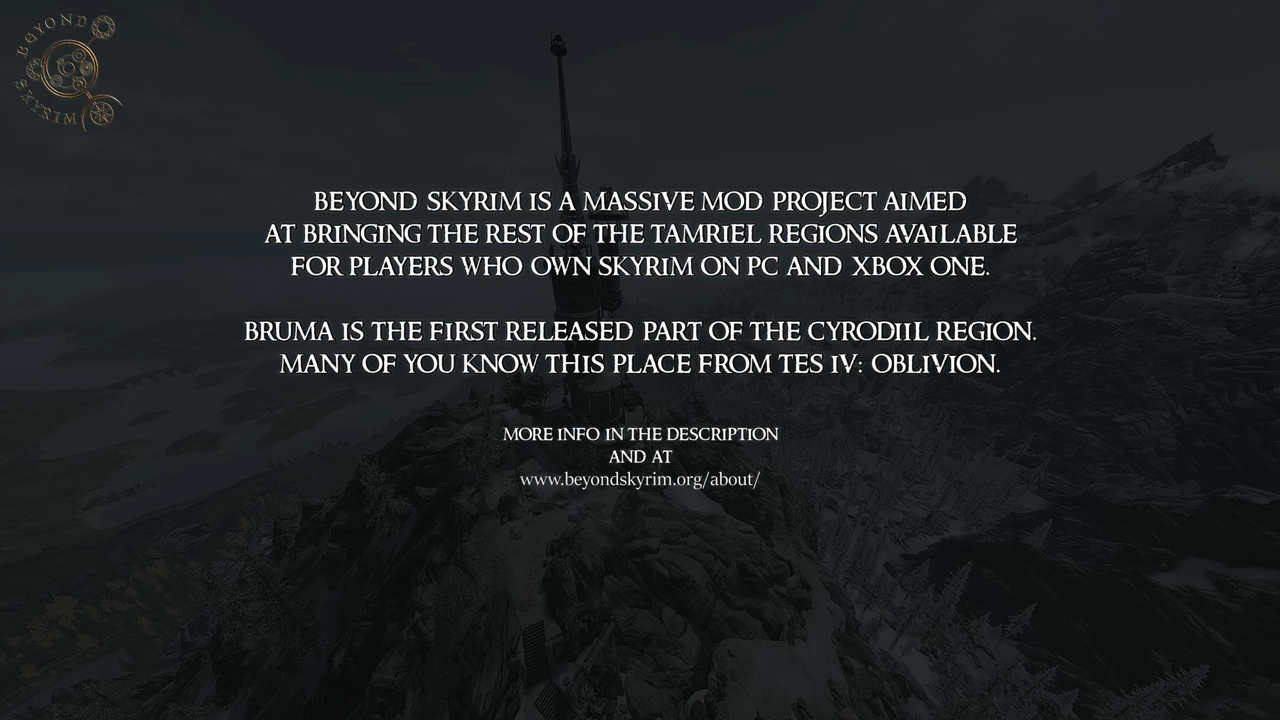 BEYOND SKYRIM
BEYOND SKYRIM IS A MASSIVE MOD PROJECT AIMED
AT BRINGING THE REST OF THE TAMRIEL REGIONS AVAILABLE
FOR PLAYERS WHO OWN SKYRIM ON PC AND XBOX ONE.
BRUMA IS THE FIRST RELEASED PART OF THE CYRODIIL REGION.
MANY OF YOU KNOW THIS PLACE FROM TES IV: OBLIVION.
MORE INFO IN THE DESCRIPTION
AND AT
www.beyondskyrim.org/about/